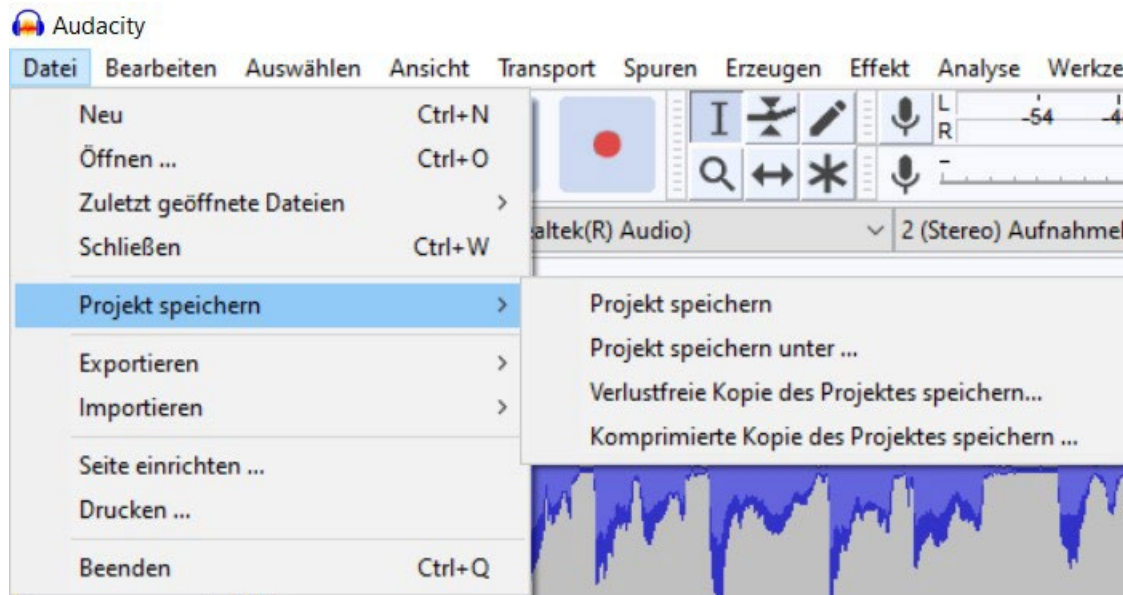 Audacity
Datei Bearbeiten Auswählen Ansicht Transport Spuren Erzeugen Effekt Analyse
Neu Ctrl+N
Öffnen ... Ctrl+O
Zuletzt geöffnete Dateien
Schließen Ctrl+W
Projekt speichern
Exportieren
Importieren
Seite einrichten ...
Drucken ...
Beenden Ctrl+Q
L
R
-54
altek(R) Audio)
2 (Stereo)
Projekt speichern
Projekt speichern unter ...
Verlustfreie Kopie des Projektes speichern...
Komprimierte Kopie des Projektes speichern ...